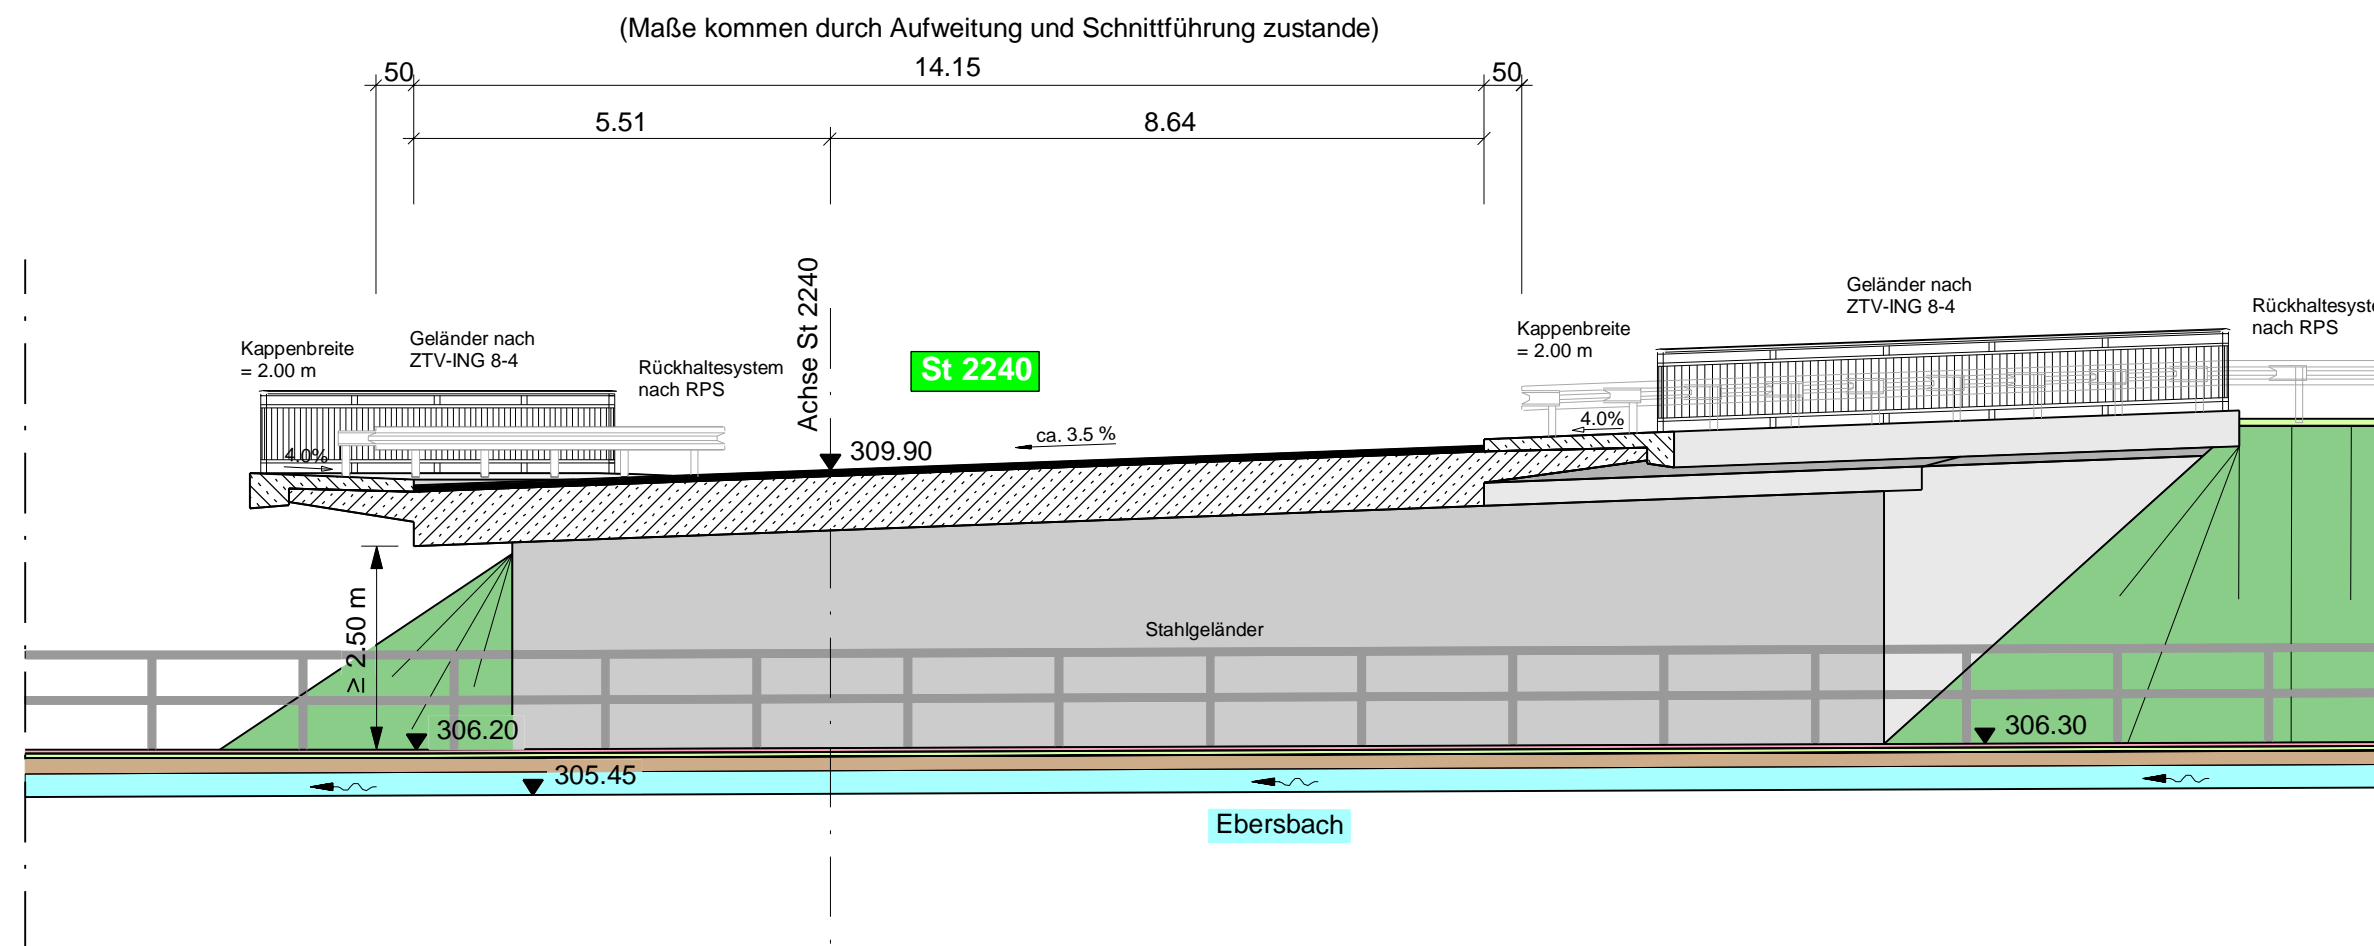 (Maße kommen durch Aufweitung und Schnittführung zustande)
50
14.15
50
5.51
8.64
Achse St 2240
Geländer nach
ZTV-ING 8-4
Rückhaltesyste
nach RPS
Kappenbreite
= 2.00 m
Geländer nach
ZTV-ING 8-4
Rückhaltesystem
nach RPS
St 2240
Kappenbreite
= 2.00 m
4.0%
309.90
ca. 3.5 %
4.0%
≥ 2.50 m
Stahlgeländer
306.20
306.30
305.45
Ebersbach